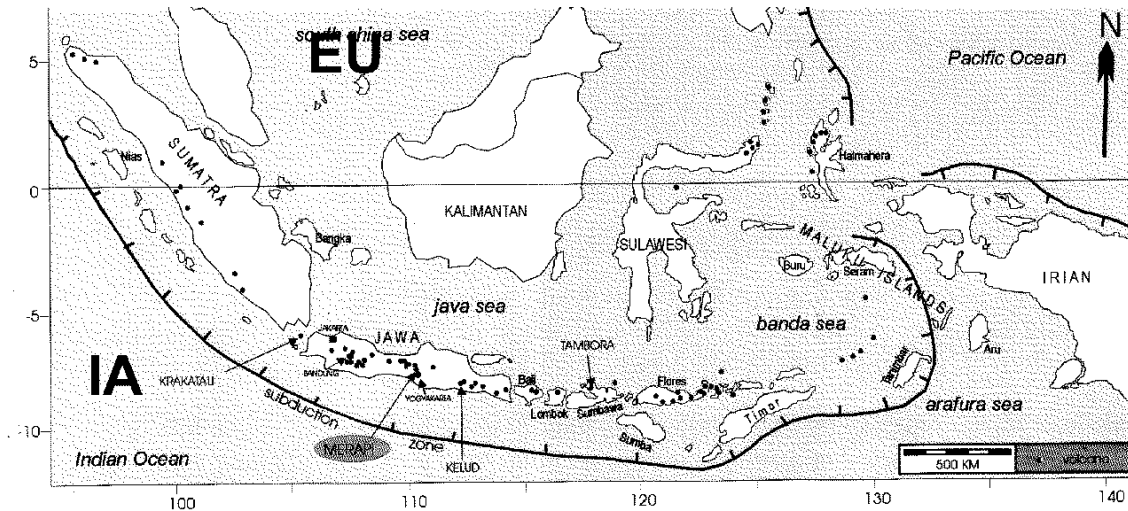 south china sea
EU
N
Pacific Ocean
5
SUMATRA
Nias
Halmahera
0
KALIMANTAN
SULAWESI
Bangka
MALUKU ISLANDS
Buru
Seram
IRIAN
java sea
banda sea
-5
JAKARTA
JAWA
TAMBORA
Aru
IA
KRAKATAU
BANDUNG
YOGYAKARTA
Bali
Lombok
Sumbawa
Flores
Tanimbar
Timor
arafura sea
subduction
zone
Sumba
-10
Indian Ocean
MERAPI
KELUD
500 KM
volcano
100
110
120
130
140